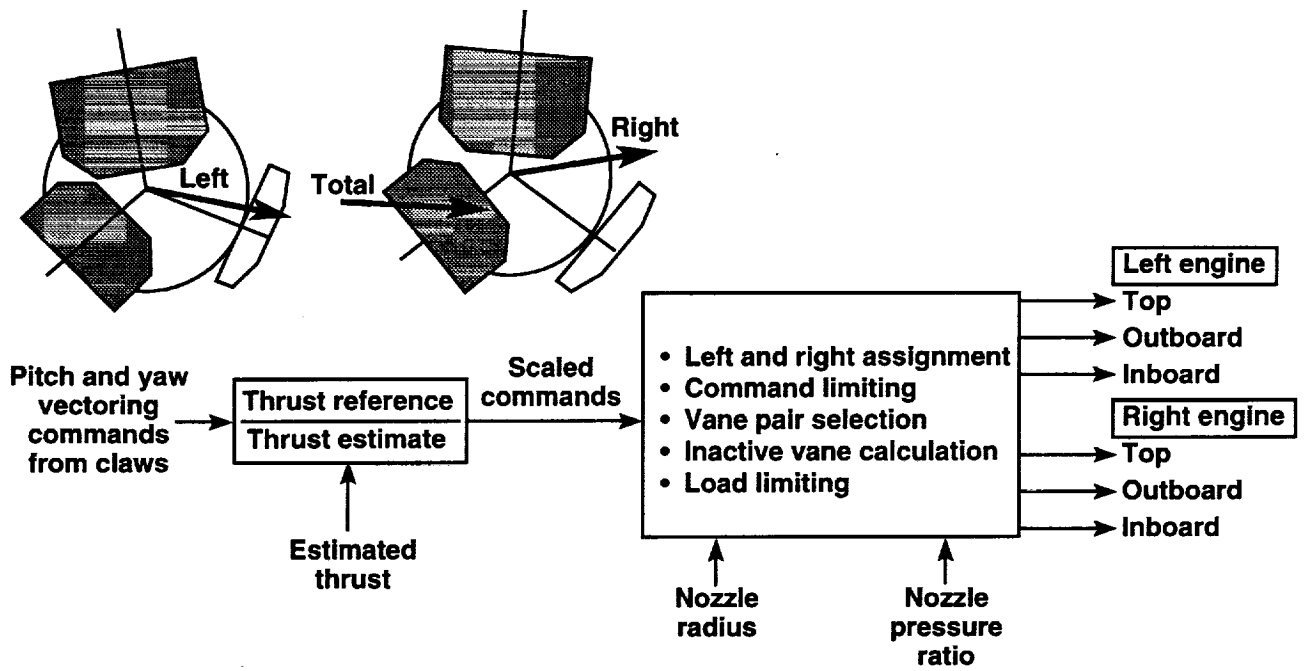 Left
Total
Right
Pitch and yaw
vectoring
commands
from claws
Thrust reference
Thrust estimate
Estimated
thrust
Scaled
commands
• Left and right assignment
• Command limiting
• Vane pair selection
• Inactive vane calculation
• Load limiting
Nozzle
radius
Nozzle
pressure
ratio
Left engine
Top
Outboard
Inboard
Right engine
Top
Outboard
Inboard